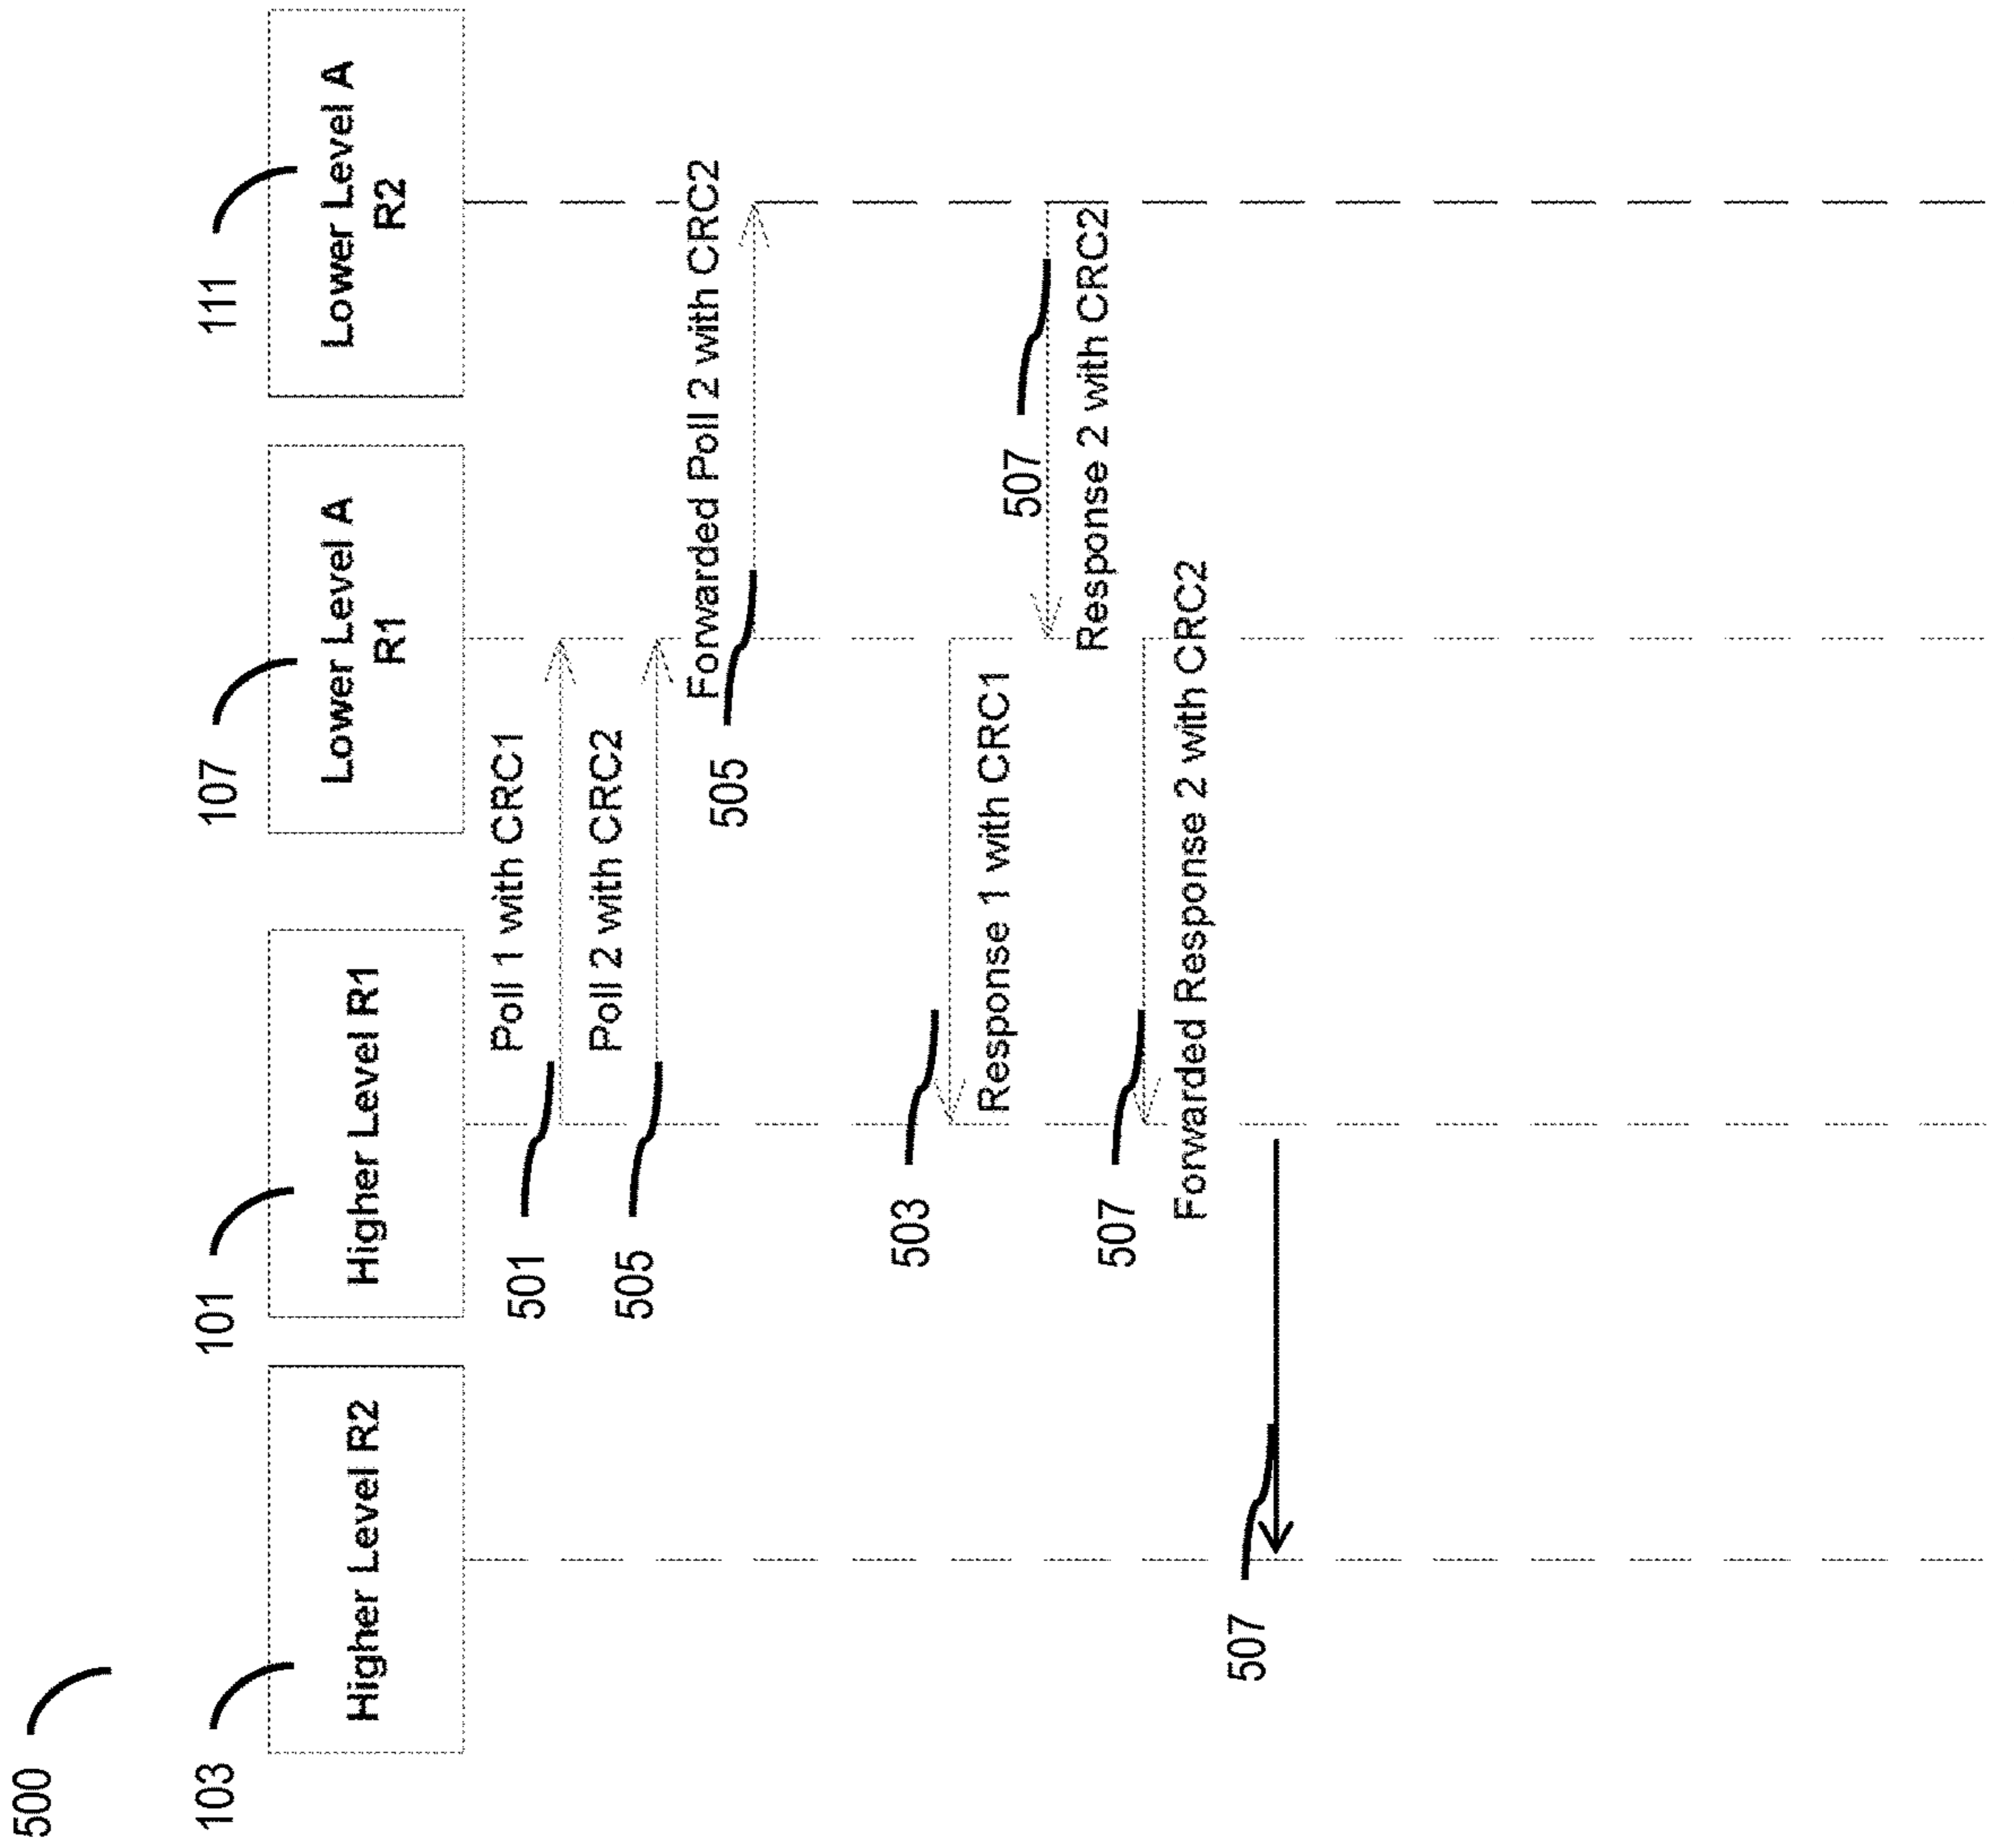 500
103
101
107
111
Higher Level R2
Higher Level R1
Lower Level A
R1
Lower Level A
R2
501
Poll 1 with CRC1
505
Poll 2 with CRC2
Forwarded Poll 2 with CRC2
505
503
Response 1 with CRC1
507
Response 2 with CRC2
507
Forwarded Response 2 with CRC2
507